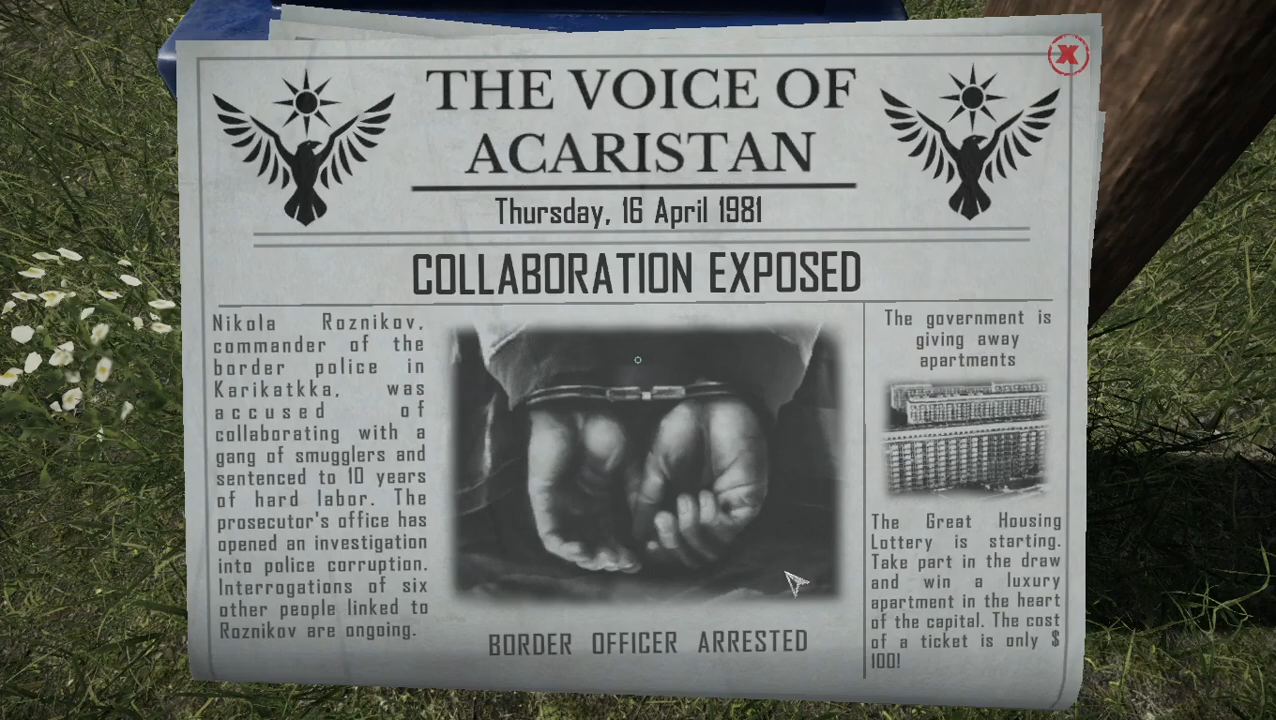 THE VOICE OF
ACARISTAN
Thursday, 16 April 1981
COLLABORATION EXPOSED
Nikola Roznikov,
commander of the
border police in
Karikatkka, was
accused of
collaborating with a
gang of smugglers and
sentenced to 10 years
of hard labor. The
prosecutor's office has
opened an investigation
into police corruption.
Interrogations of six
other people linked to
Roznikov are ongoing.
BORDER OFFICER ARRESTED
The government is
giving away
apartments
The Great Housing
Lottery is starting.
Take part in the draw
and win a luxury
apartment in the heart
of the capital. The cost
of a ticket is only $
100!
X